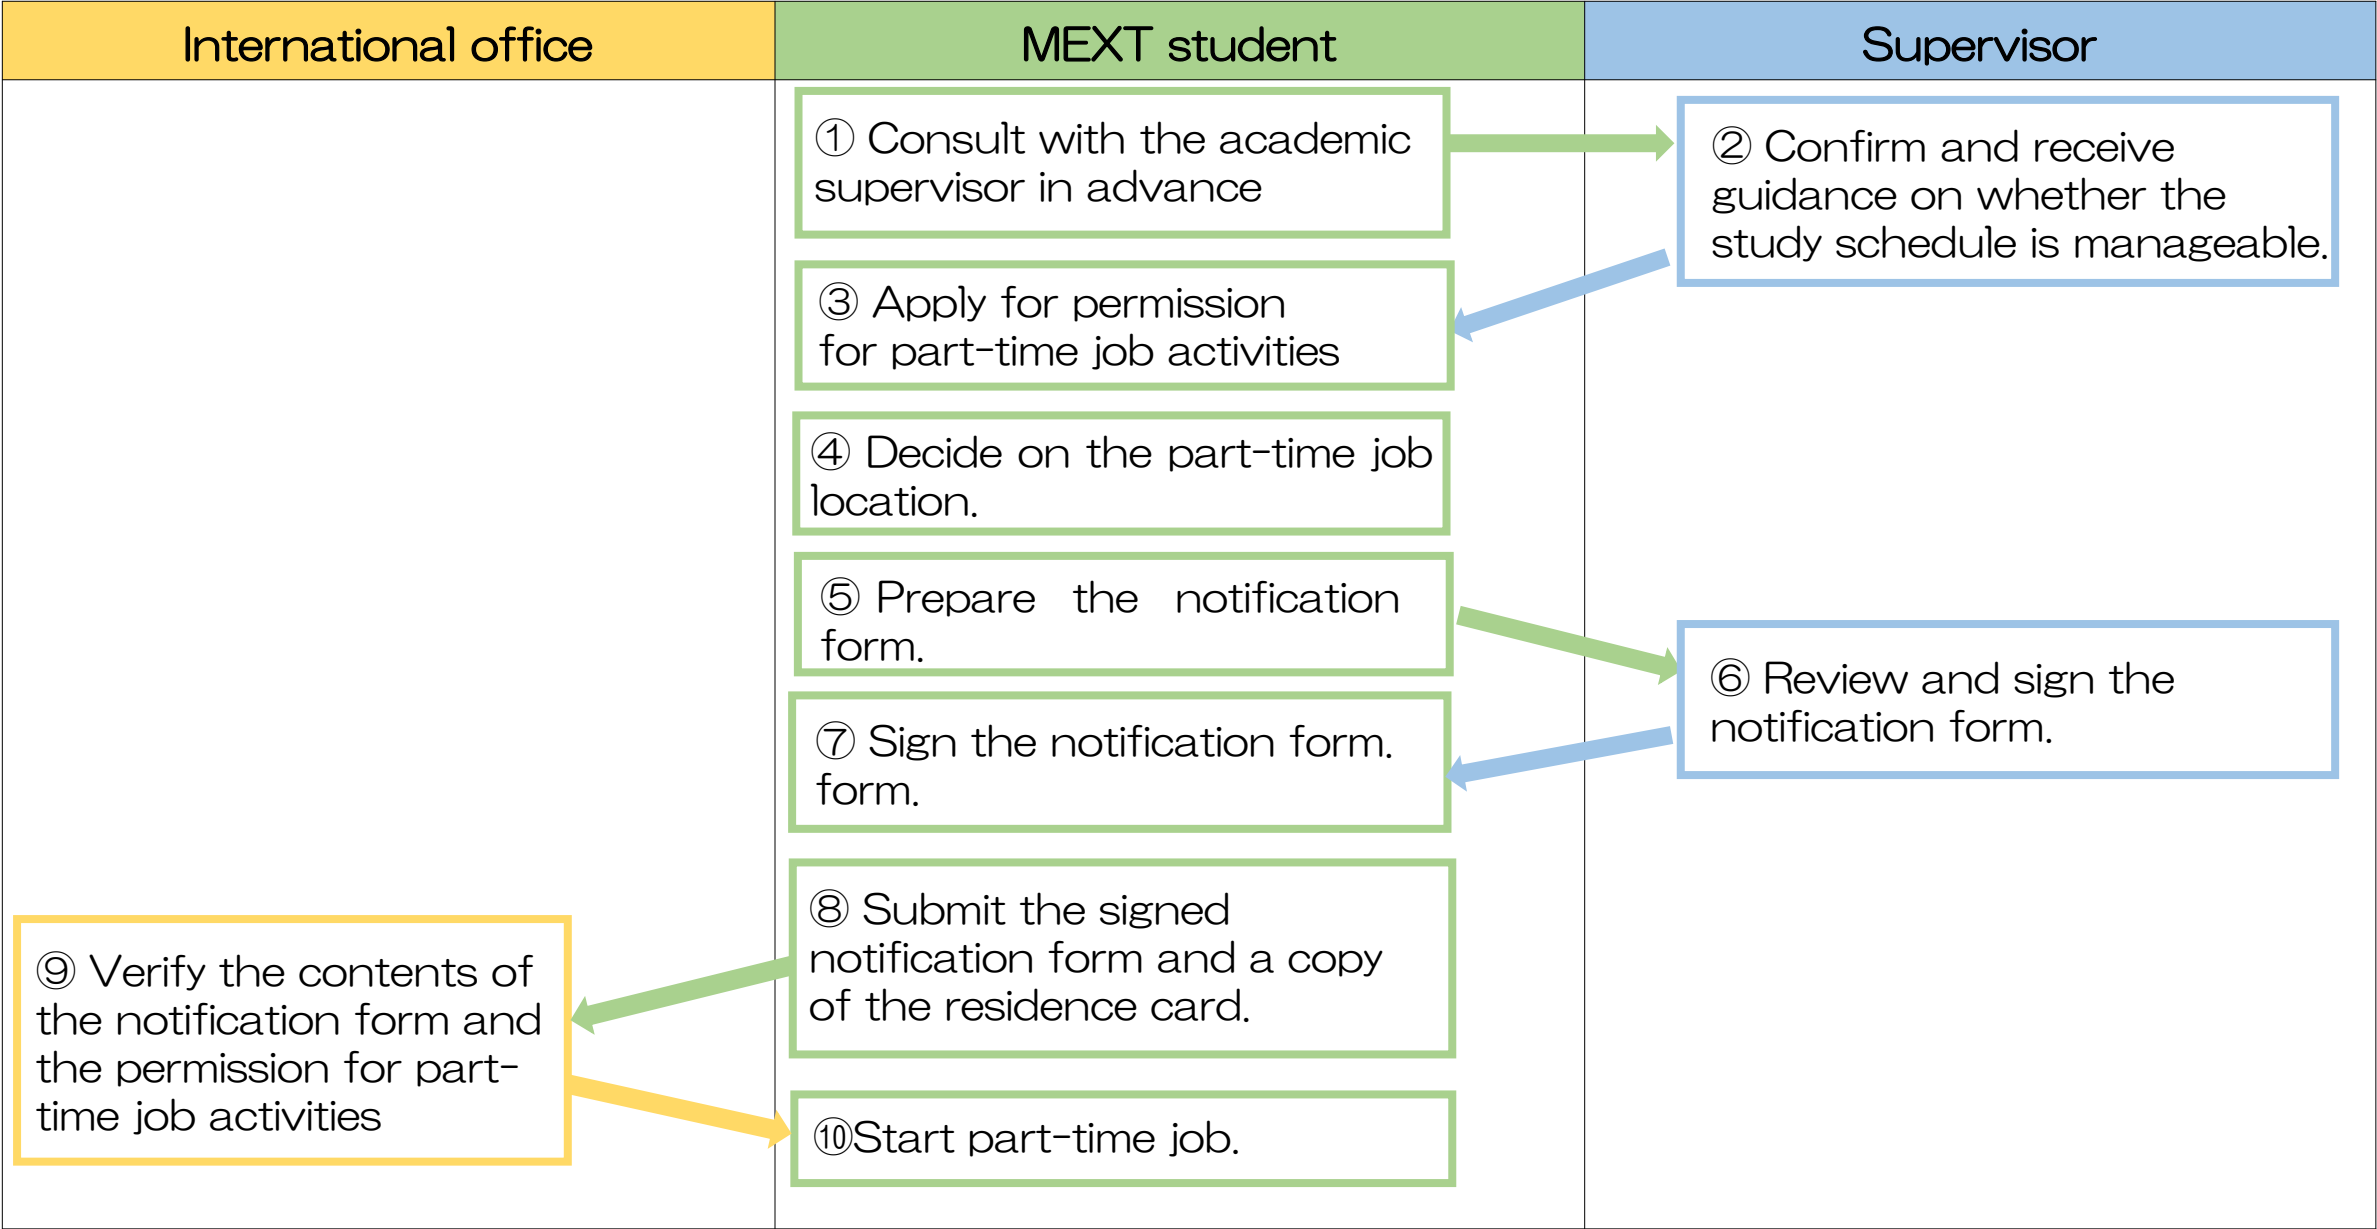 International office
MEXT student
Supervisor
① Consult with the academic
supervisor in advance
② Confirm and receive
guidance on whether the
study schedule is manageable.
③ Apply for permission
for part-time job activities
④ Decide on the part-time job
location.
⑤ Prepare the notification
form.
⑥ Review and sign the
notification form.
⑦ Sign the notification form.
form.
⑧ Submit the signed
notification form and a copy
of the residence card.
⑨ Verify the contents of
the notification form and
the permission for part-
time job activities
⑩Start part-time job.